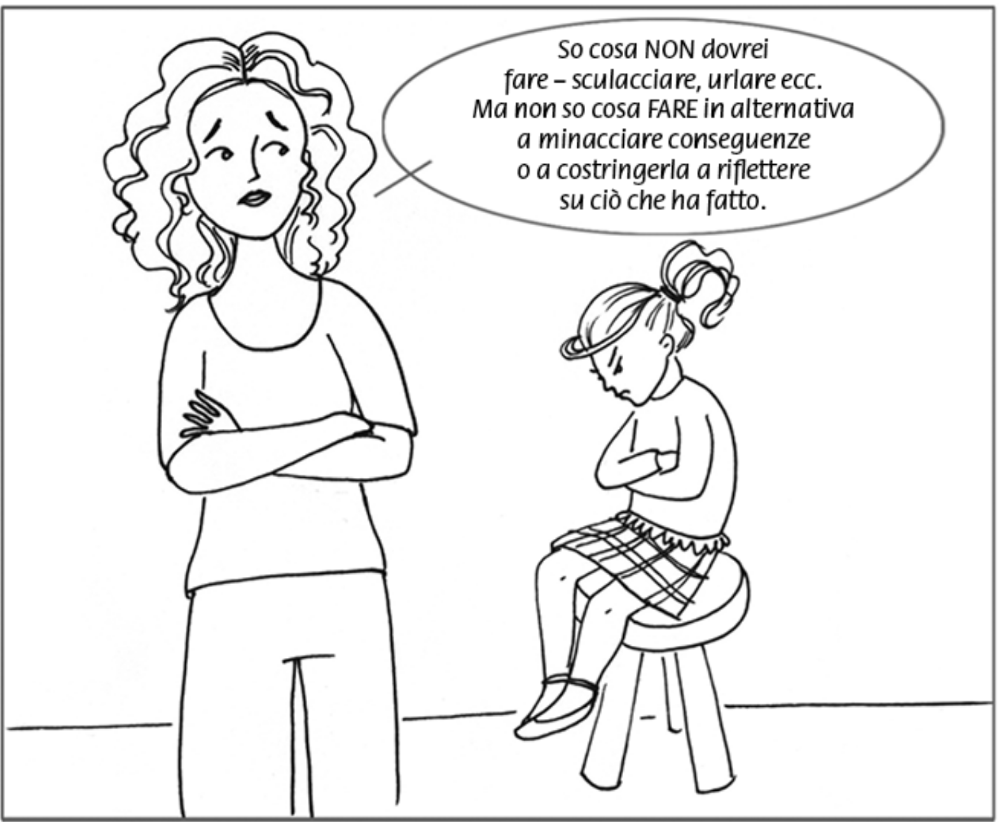 So cosa NON dovrei
fare – sculacciare, urlare ecc.
Ma non so cosa FARE in alternativa
a minacciare conseguenze
o a costringerla a riflettere
su ciò che ha fatto.